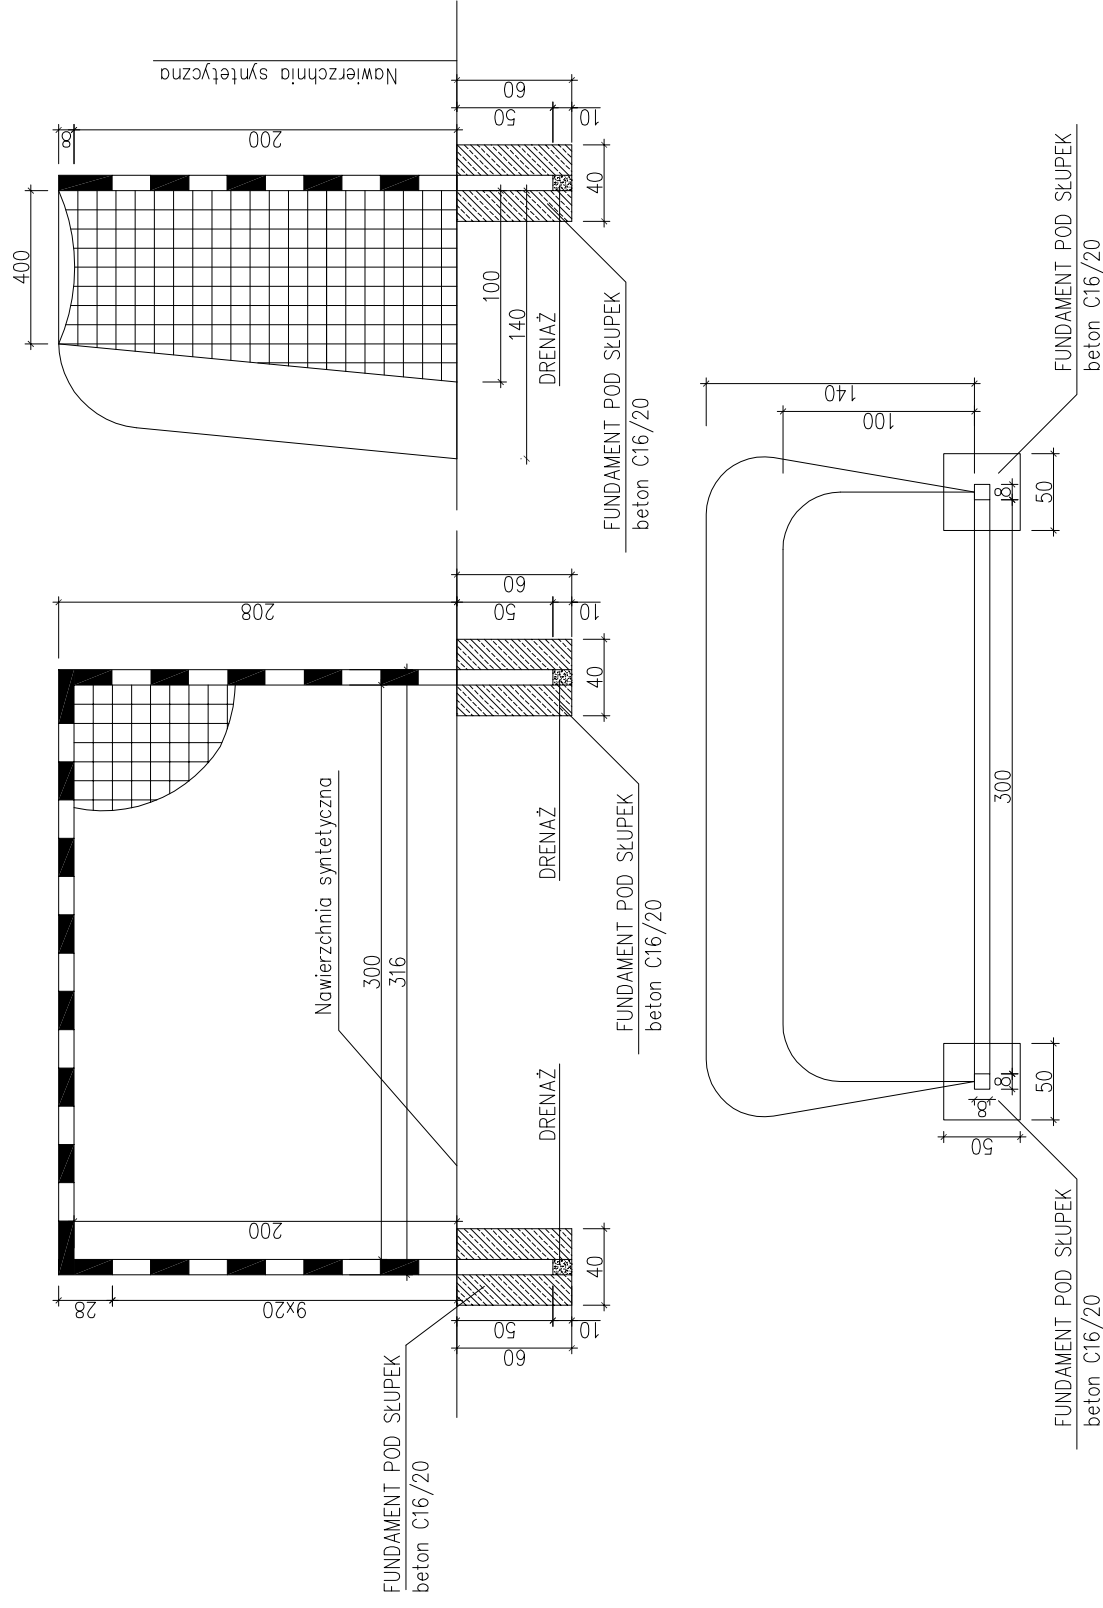 Nawierzchnia syntetyczna
8
200
60
50
10
40
400
100
140
DRENAŻ
FUNDAMENT POD SŁUPEK
beton C16/20
208
60
50
10
40
Nawierzchnia syntetyczna
300
316
DRENAŻ
FUNDAMENT POD SŁUPEK
beton C16/20
DRENAŻ
200
28
9x20
40
50
10
60
FUNDAMENT POD SŁUPEK
beton C16/20
140
100
8
50
300
FUNDAMENT POD SŁUPEK
beton C16/20
8
8
50
50
FUNDAMENT POD SŁUPEK
beton C16/20